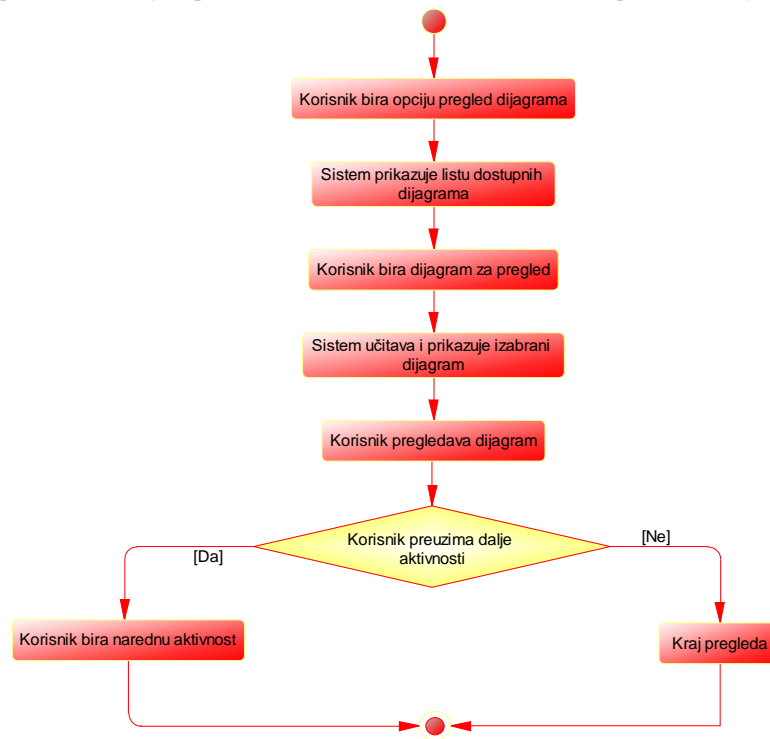 Korisnik bira opciju pregled dijagrama
Sistem prikazuje listu dostupnih
dijagrama
Korisnik bira dijagram za pregled
Sistem učitava i prikazuje izabrani
dijagram
Korisnik pregledava dijagram
Korisnik preuzima dalje
aktivnosti
[Da]
[Ne]
Korisnik bira narednu aktivnost
Kraj pregleda